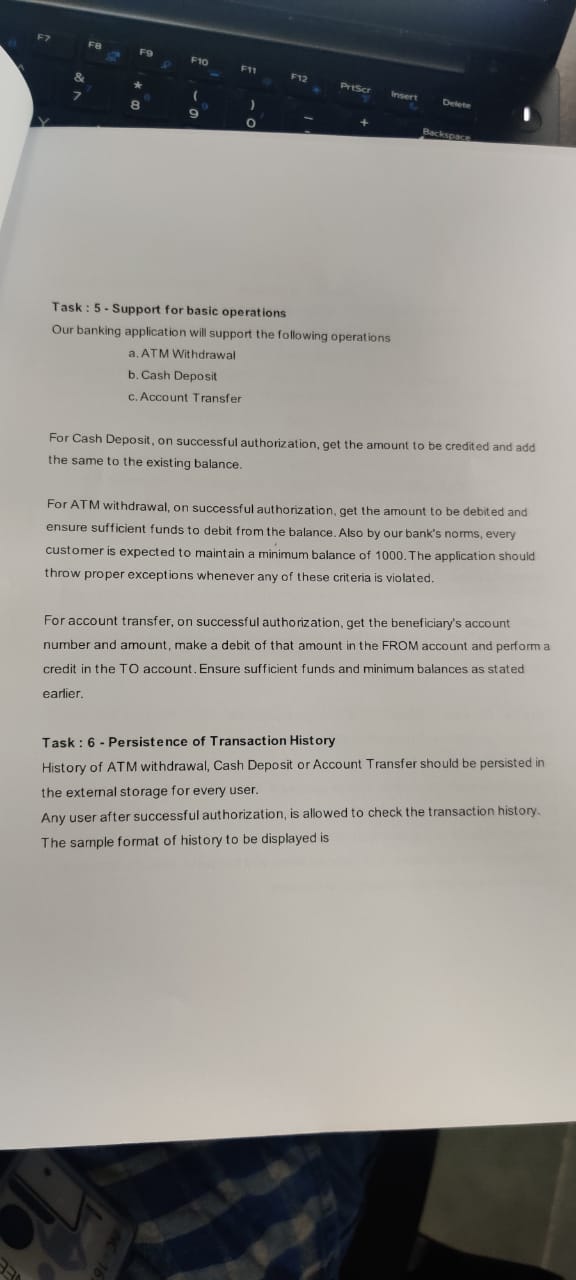 F7 F8 F9 F10 F11 F12 PrtScr Insert Delete
& * ( )
7 8 9 0 - +
Backspace
Y
Task : 5 - Support for basic operations
Our banking application will support the following operations
a. ATM Withdrawal
b. Cash Deposit
c. Account Transfer
For Cash Deposit, on successful authorization, get the amount to be credited and add
the same to the existing balance.
For ATM withdrawal, on successful authorization, get the amount to be debited and
ensure sufficient funds to debit from the balance. Also by our bank's norms, every
customer is expected to maintain a minimum balance of 1000. The application should
throw proper exceptions whenever any of these criteria is violated.
For account transfer, on successful authorization, get the beneficiary's account
number and amount, make a debit of that amount in the FROM account and perform a
credit in the TO account. Ensure sufficient funds and minimum balances as stated
earlier.
Task : 6 - Persistence of Transaction History
History of ATM withdrawal, Cash Deposit or Account Transfer should be persisted in
the external storage for every user.
Any user after successful authorization, is allowed to check the transaction history.
The sample format of history to be displayed is